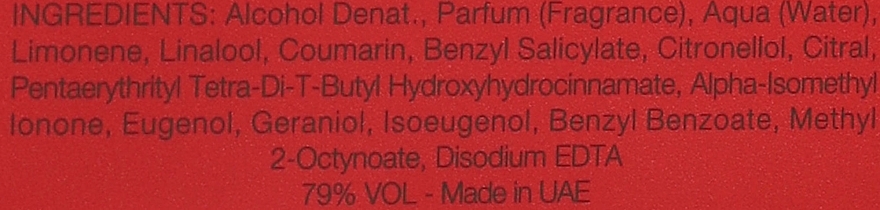 INGREDIENTS: Alcohol Denat., Parfum (Fragrance), Aqua (Water),
Limonene, Linalool, Coumarin, Benzyl Salicylate, Citronellol, Citral,
Pentaerythrityl Tetra-Di-T-Butyl Hydroxyhydrocinnamate, Alpha-Isomethyl
Ionone, Eugenol, Geraniol, Isoeugenol, Benzyl Benzoate, Methyl
2-Octynoate, Disodium EDTA
79% VOL - Made in UAE